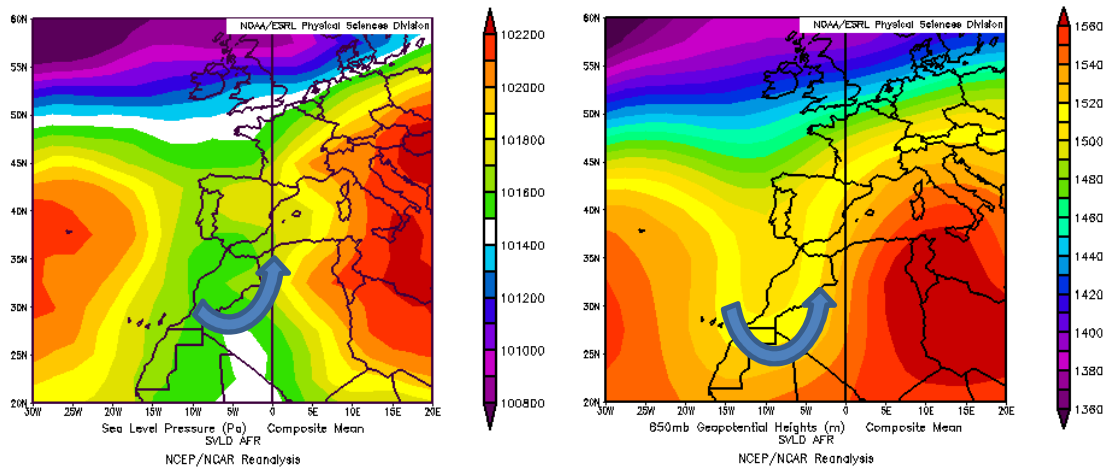 NOAA/ESRL Physical Sciences Division
60N
55N
50N
45N
40N
35N
30N
25N
20N
30W 25W 20W 15W 10W 5W 0 5E 10E 15E 20E
102200
102000
101800
101600
101400
101200
101000
100800
Sea Level Pressure (Pa) Composite Mean
SVLD AFR
NCEP/NCAR Reanalysis
NOAA/ESRL Physical Sciences Division
60N
55N
50N
45N
40N
35N
30N
25N
20N
30W 25W 20W 15W 10W 5W 0 5E 10E 15E 20E
1560
1540
1520
1500
1480
1460
1440
1420
1400
1380
1360
850mb Geopotential Heights (m) Composite Mean
SVLD AFR
NCEP/NCAR Reanalysis